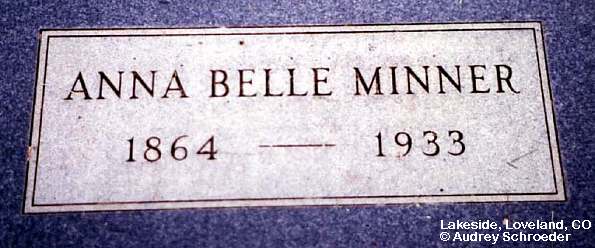 ANNA BELLE MINNER
1864 — 1933
Lakeside, Loveland, CO
© Audrey Schroeder